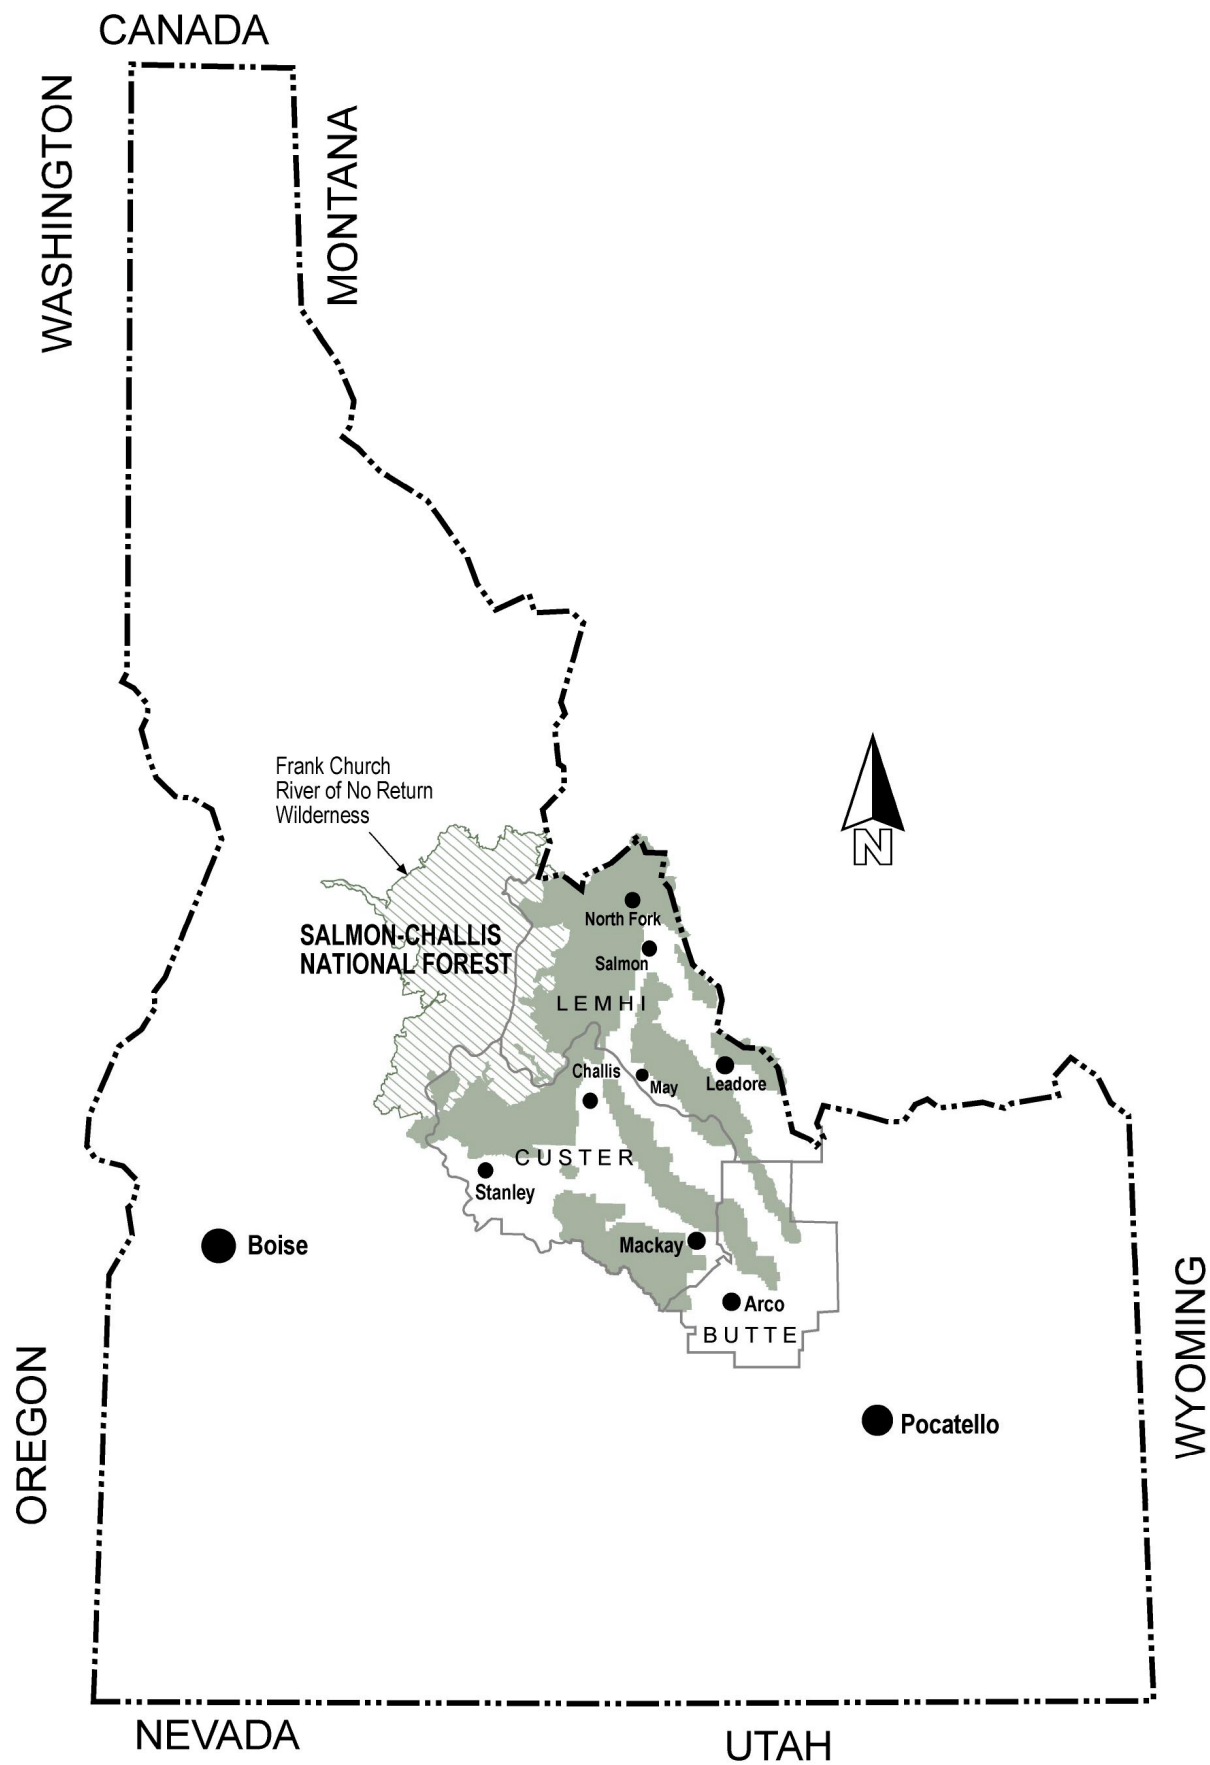 CANADA
WASHINGTON
MONTANA
Frank Church
River of No Return
Wilderness
N
SALMON-CHALLIS
NATIONAL FOREST
North Fork
Salmon
LEMHI
Challis
May
Leadore
CUSTER
Stanley
Mackay
Boise
Arco
BUTTE
Pocatello
OREGON
WYOMING
NEVADA
UTAH